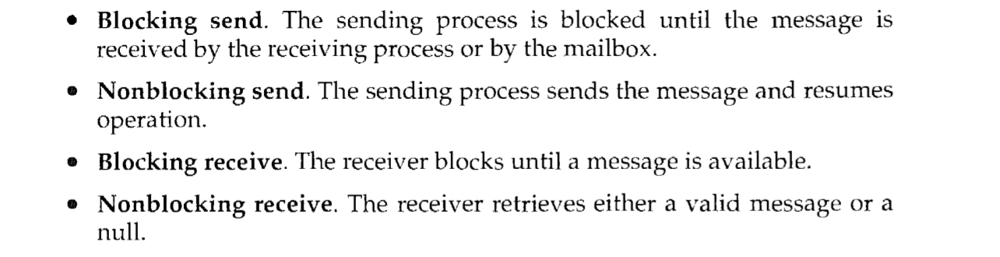 • Blocking send. The sending process is blocked until the message is
received by the receiving process or by the mailbox.
• Nonblocking send. The sending process sends the message and resumes
operation.
• Blocking receive. The receiver blocks until a message is available.
• Nonblocking receive. The receiver retrieves either a valid message or a
null.